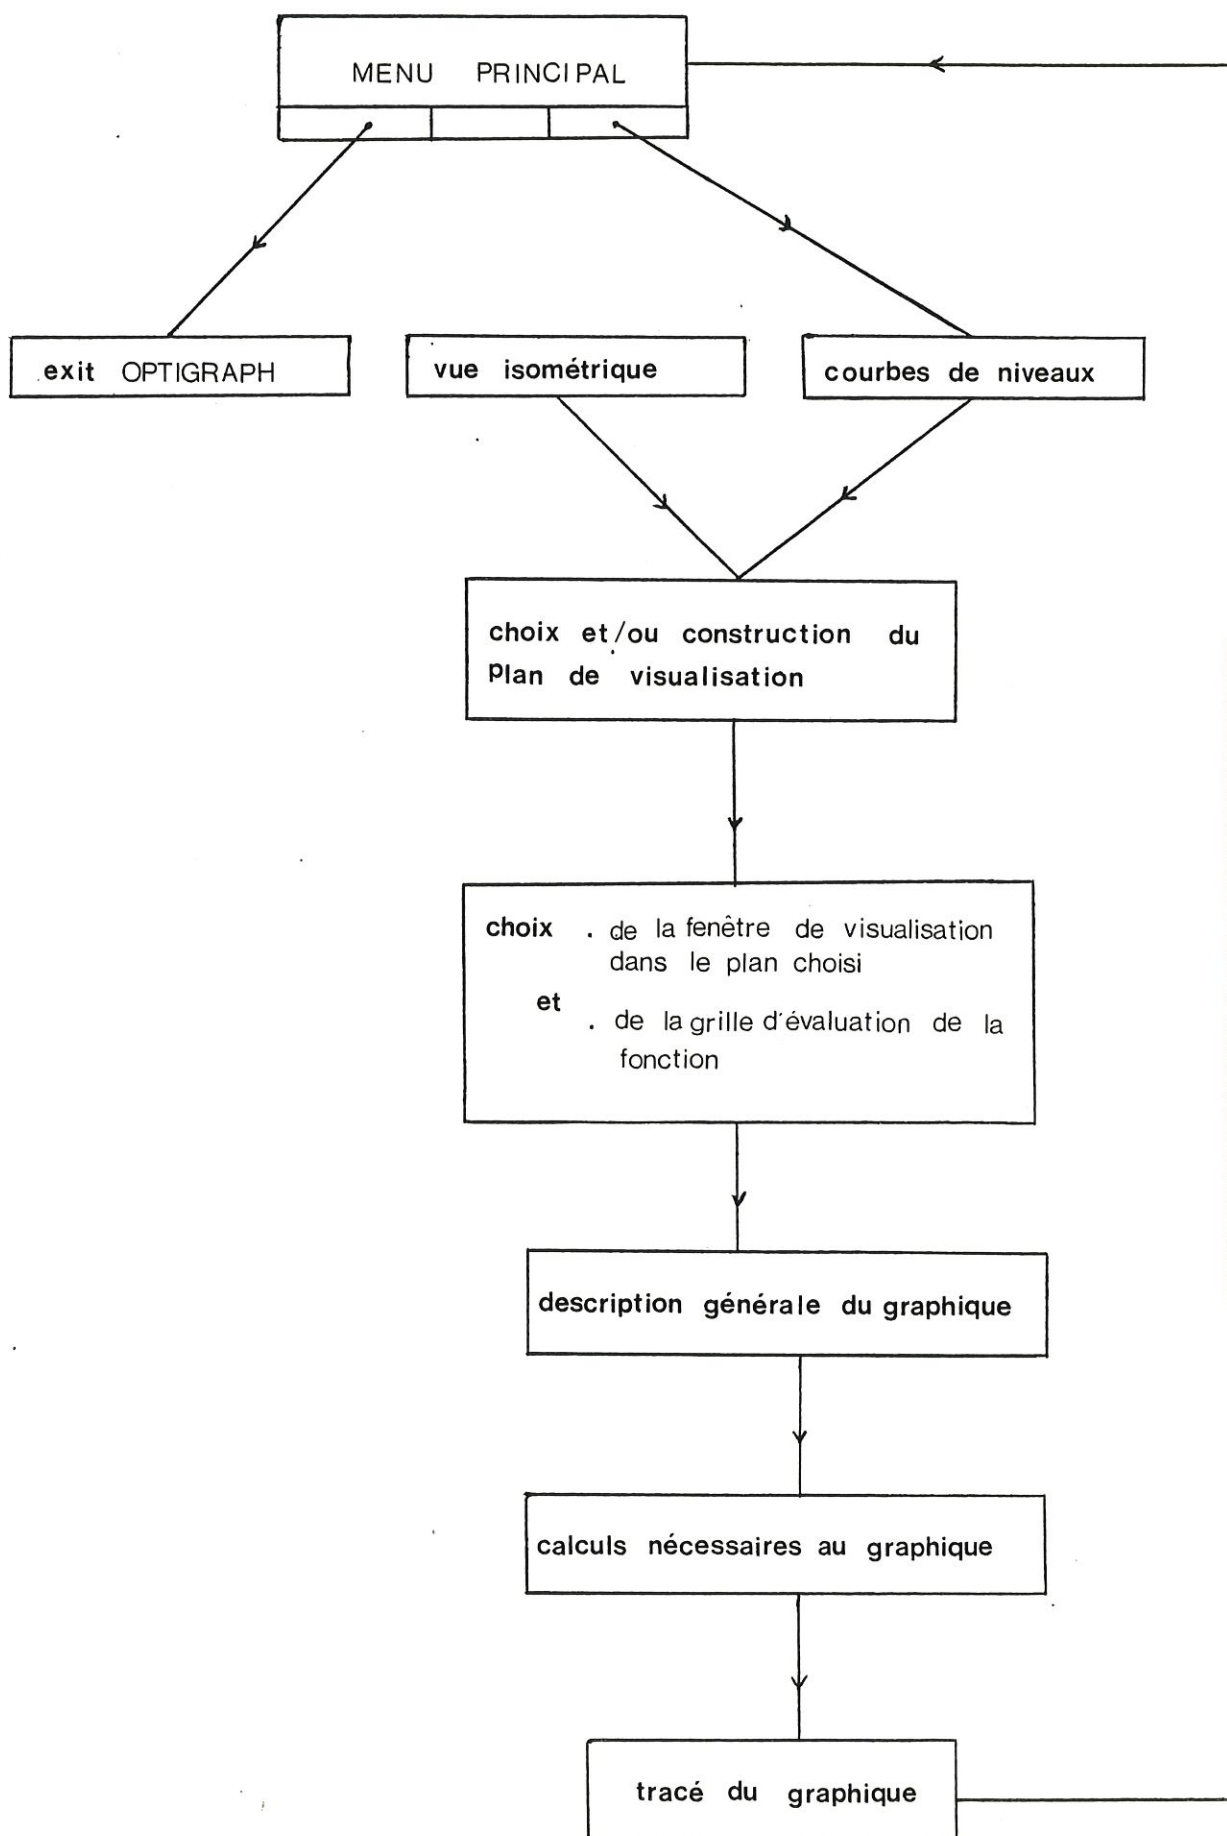 MENU PRINCIPAL
exit OPTIGRAPH
vue isométrique
courbes de niveaux
choix et/ou construction du
Plan de visualisation
choix . de la fenêtre de visualisation
dans le plan choisi
et
. de la grille d'évaluation de la
fonction
description générale du graphique
calculs nécessaires au graphique
tracé du graphique